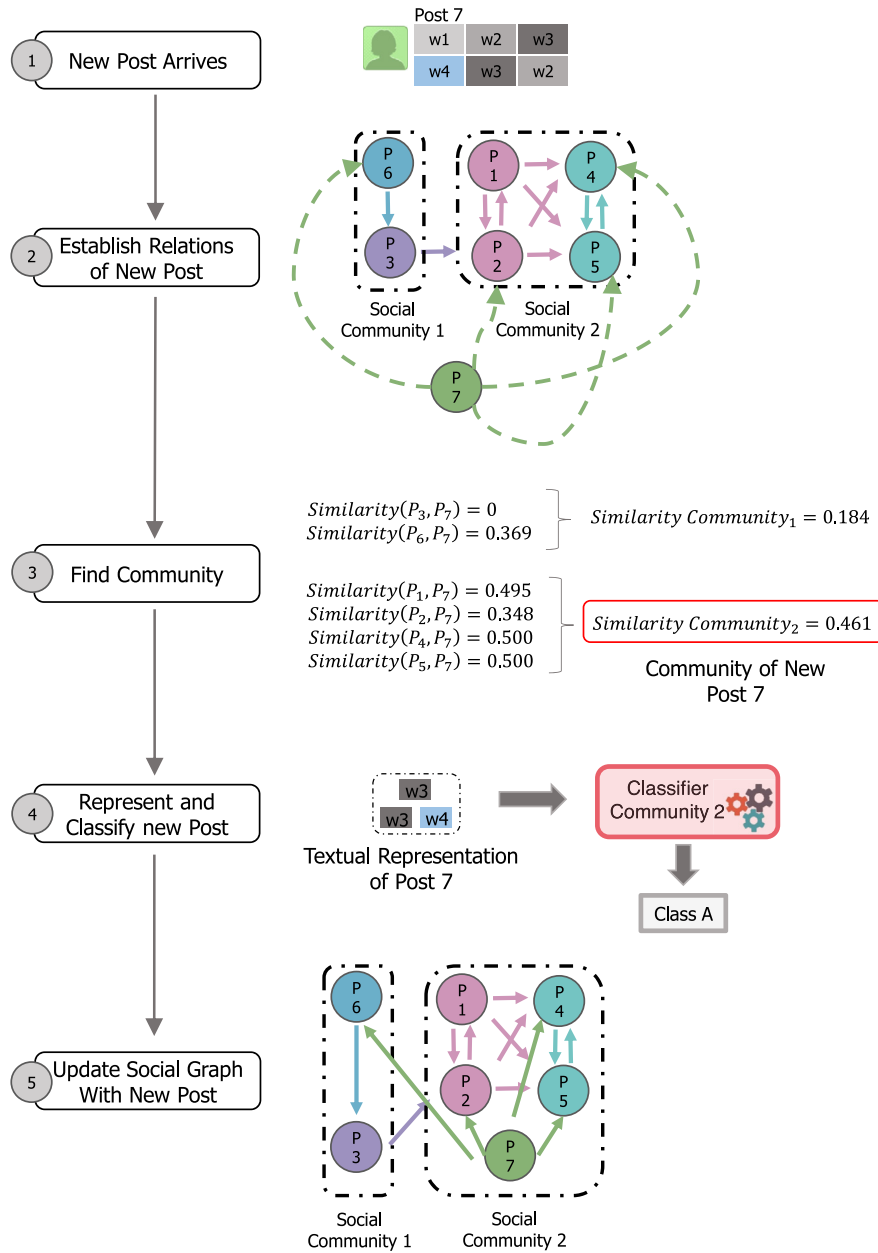 Post 7
w1 w2 w3
w4 w3 w2
1 New Post Arrives
P
6
P
1
P
4
P
3
P
2
P
5
2 Establish Relations
of New Post
Social
Community 1
Social
Community 2
P
7
Similarity(P₃, P₇) = 0
Similarity(P₆, P₇) = 0.369
Similarity Community₁ = 0.184
3 Find Community
Similarity(P₁, P₇) = 0.495
Similarity(P₂, P₇) = 0.348
Similarity(P₄, P₇) = 0.500
Similarity(P₅, P₇) = 0.500
Similarity Community₂ = 0.461
Community of New
Post 7
4 Represent and
Classify new Post
w3
w3 w4
Textual Representation
of Post 7
Classifier
Community 2
Class A
P
6
P
1
P
4
5 Update Social Graph
With New Post
P
2
P
5
P
3
P
7
Social
Community 1
Social
Community 2